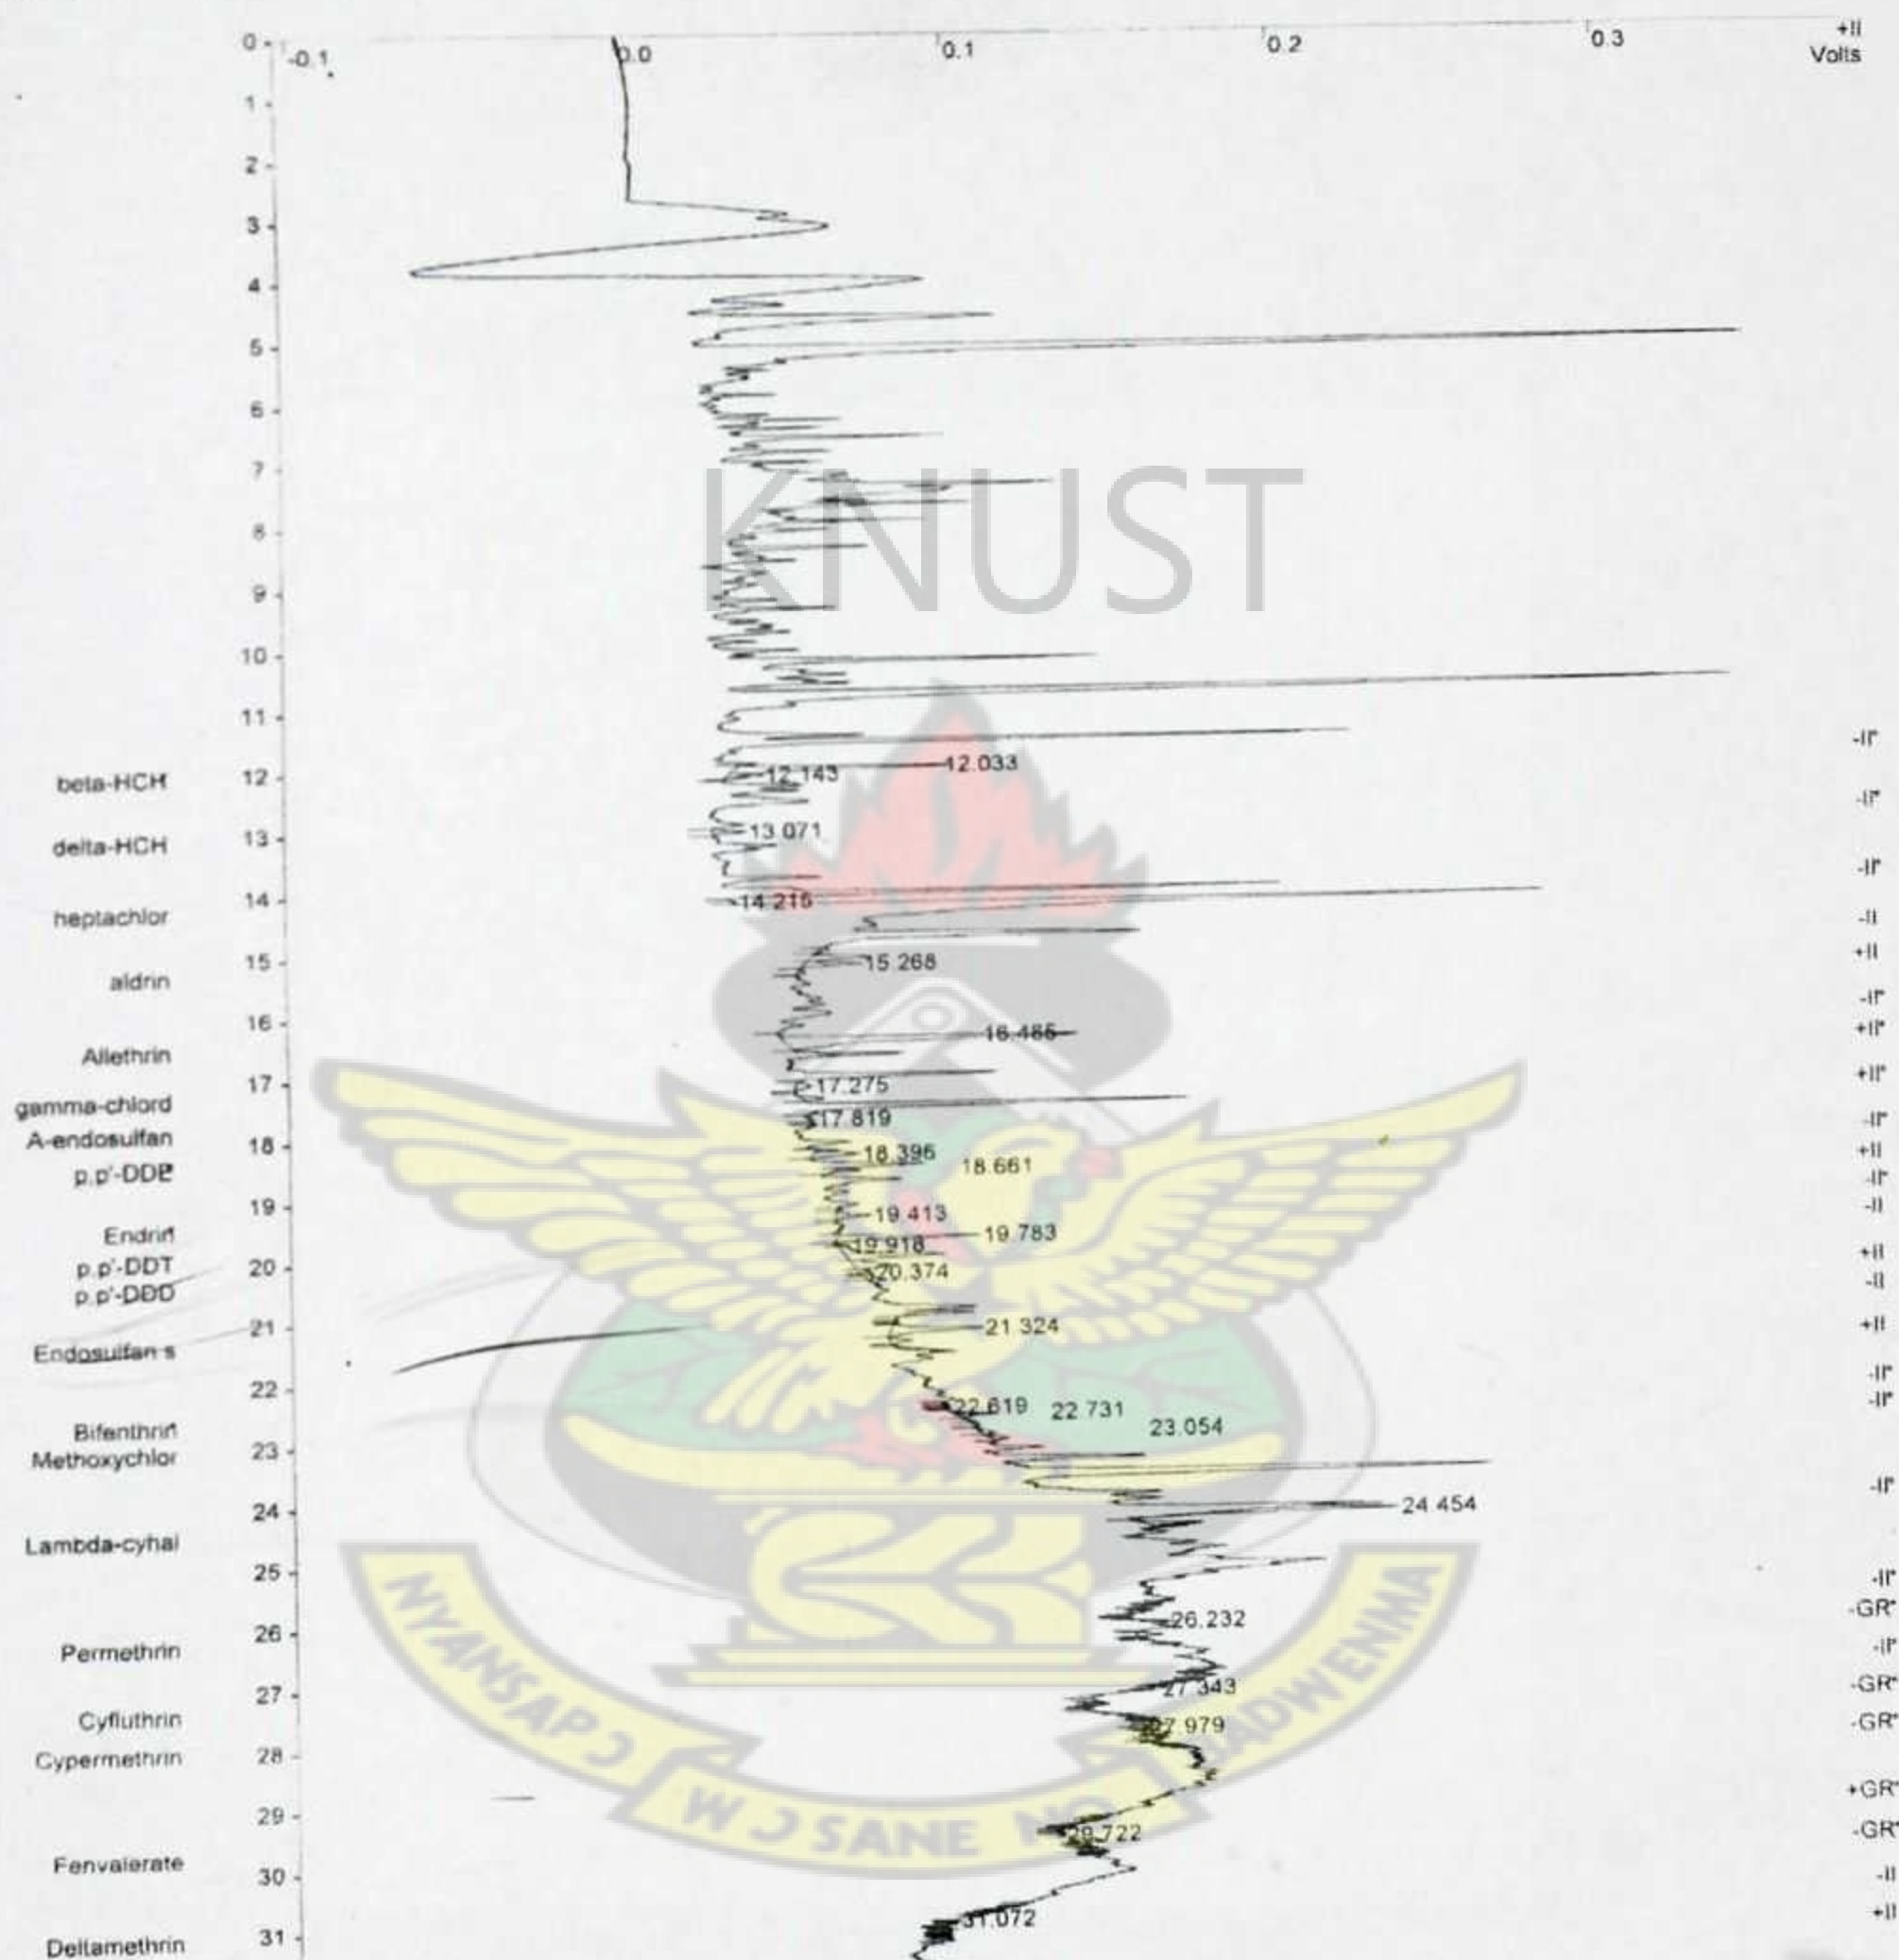 0 -0.1 0.0 0.1 0.2 0.3 +II
Volts
1
2
3
4
5
6
7
KNUST
8
9
10
11
-II*
12.033
beta-HCH 12 12.143
-II*
13 13.071
delta-HCH
-II*
14 14.215
heptachlor -II
+II
15 15.268
aldrin
-II*
16 16.485 +II*
Allethrin
+II*
17 17.275
gamma-chlord
17.819 -II*
A-endosulfan 18 18.396 +II
p.p'-DDE 18.661 -II*
19 19.413 -II
Endrin 19.783
19.918 +II
p.p'-DDT 20 20.374 -II
p.p'-DDD
21 21.324 +II
Endosulfan s
-II*
22 22.619 22.731 -II*
Bifenthrin 23.054
Methoxychlor 23
-II*
24 24.454
Lambda-cyhal
25 -II*
-GR*
26 26.232
Permethrin -II*
27 27.343 -GR*
Cyfluthrin 27.979 -GR*
Cypermethrin 28
+GR*
29 29.722 -GR*
Fenvalerate 30 -II
31.072 +II
Deltamethrin 31
NYANSAPƆ WƆSANE NO BADWENMA